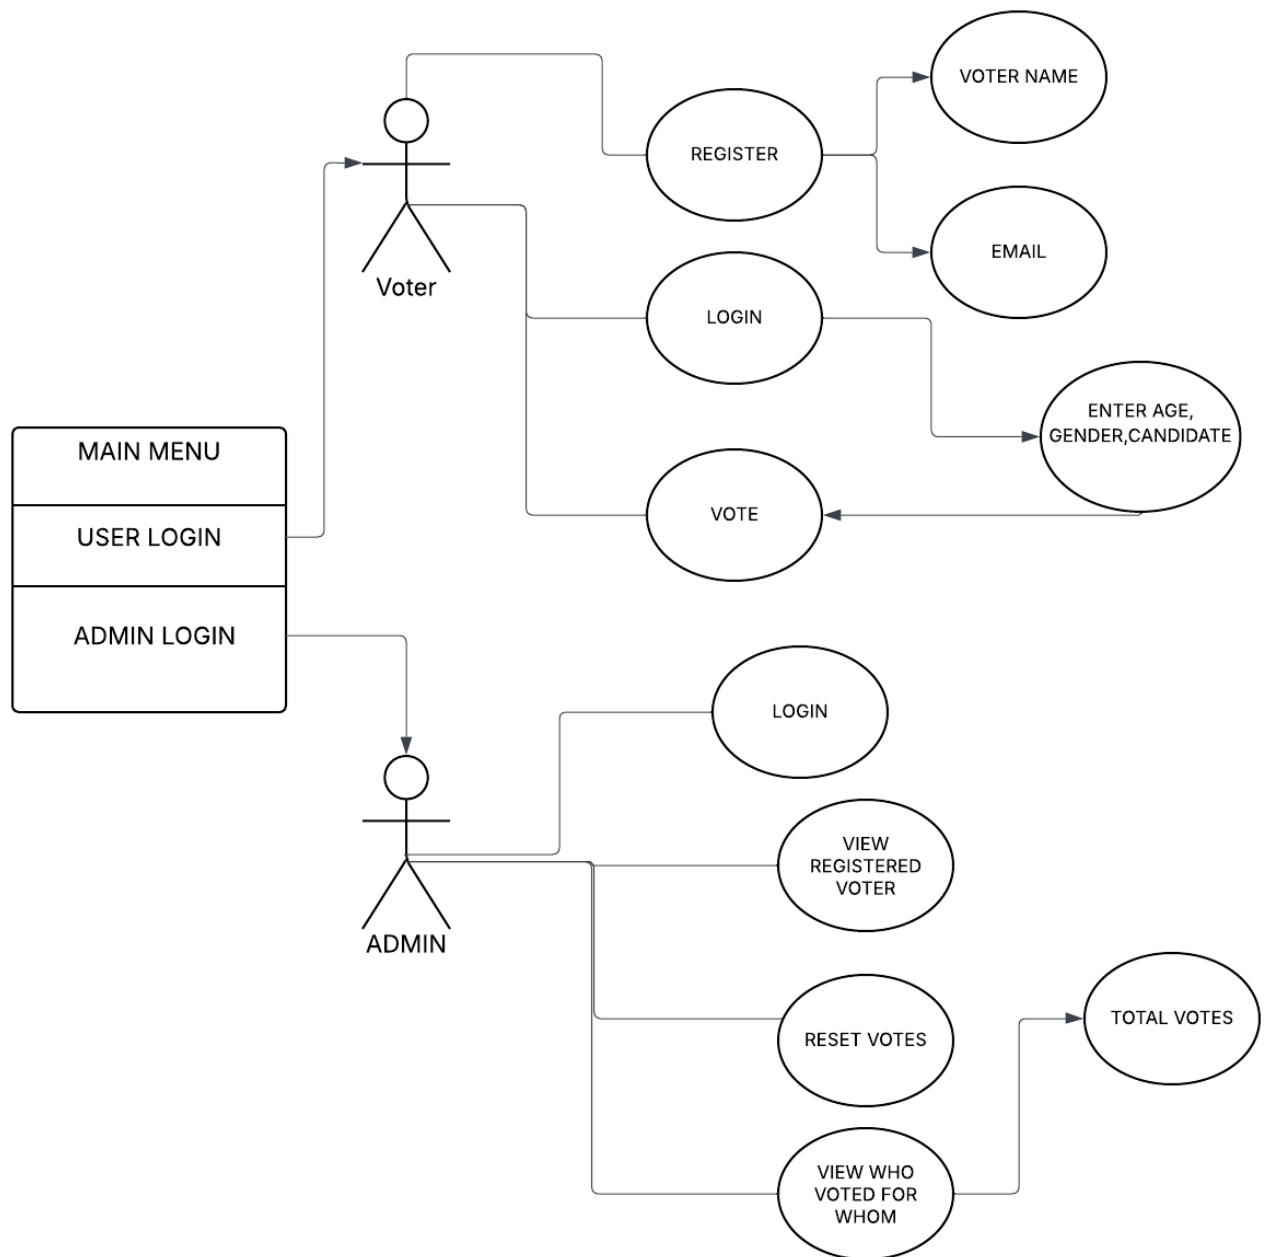 VOTER NAME
REGISTER
EMAIL
Voter
LOGIN
ENTER AGE,
GENDER,CANDIDATE
MAIN MENU
VOTE
USER LOGIN
ADMIN LOGIN
LOGIN
VIEW
REGISTERED
VOTER
ADMIN
TOTAL VOTES
RESET VOTES
VIEW WHO
VOTED FOR
WHOM